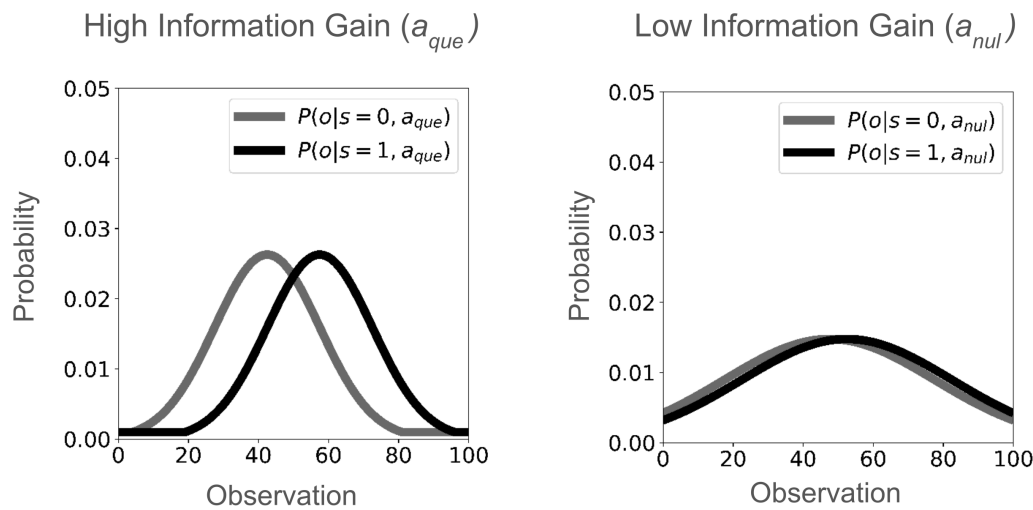 High Information Gain (a_que)
0.05
0.04
0.03
0.02
0.01
0.00
Probability
P(o|s = 0, a_que)
P(o|s = 1, a_que)
0 20 40 60 80 100
Observation
Low Information Gain (a_nul)
0.05
0.04
0.03
0.02
0.01
0.00
Probability
P(o|s = 0, a_nul)
P(o|s = 1, a_nul)
0 20 40 60 80 100
Observation